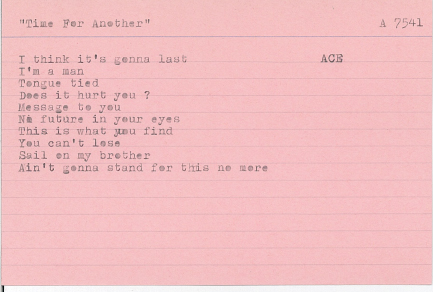 "Time For Another" A 7541
I think it's gonna last ACE
I'm a man
Tongue tied
Does it hurt you ?
Message to you
No future in your eyes
This is what you find
You can't lose
Sail on my brother
Ain't gonna stand for this no more